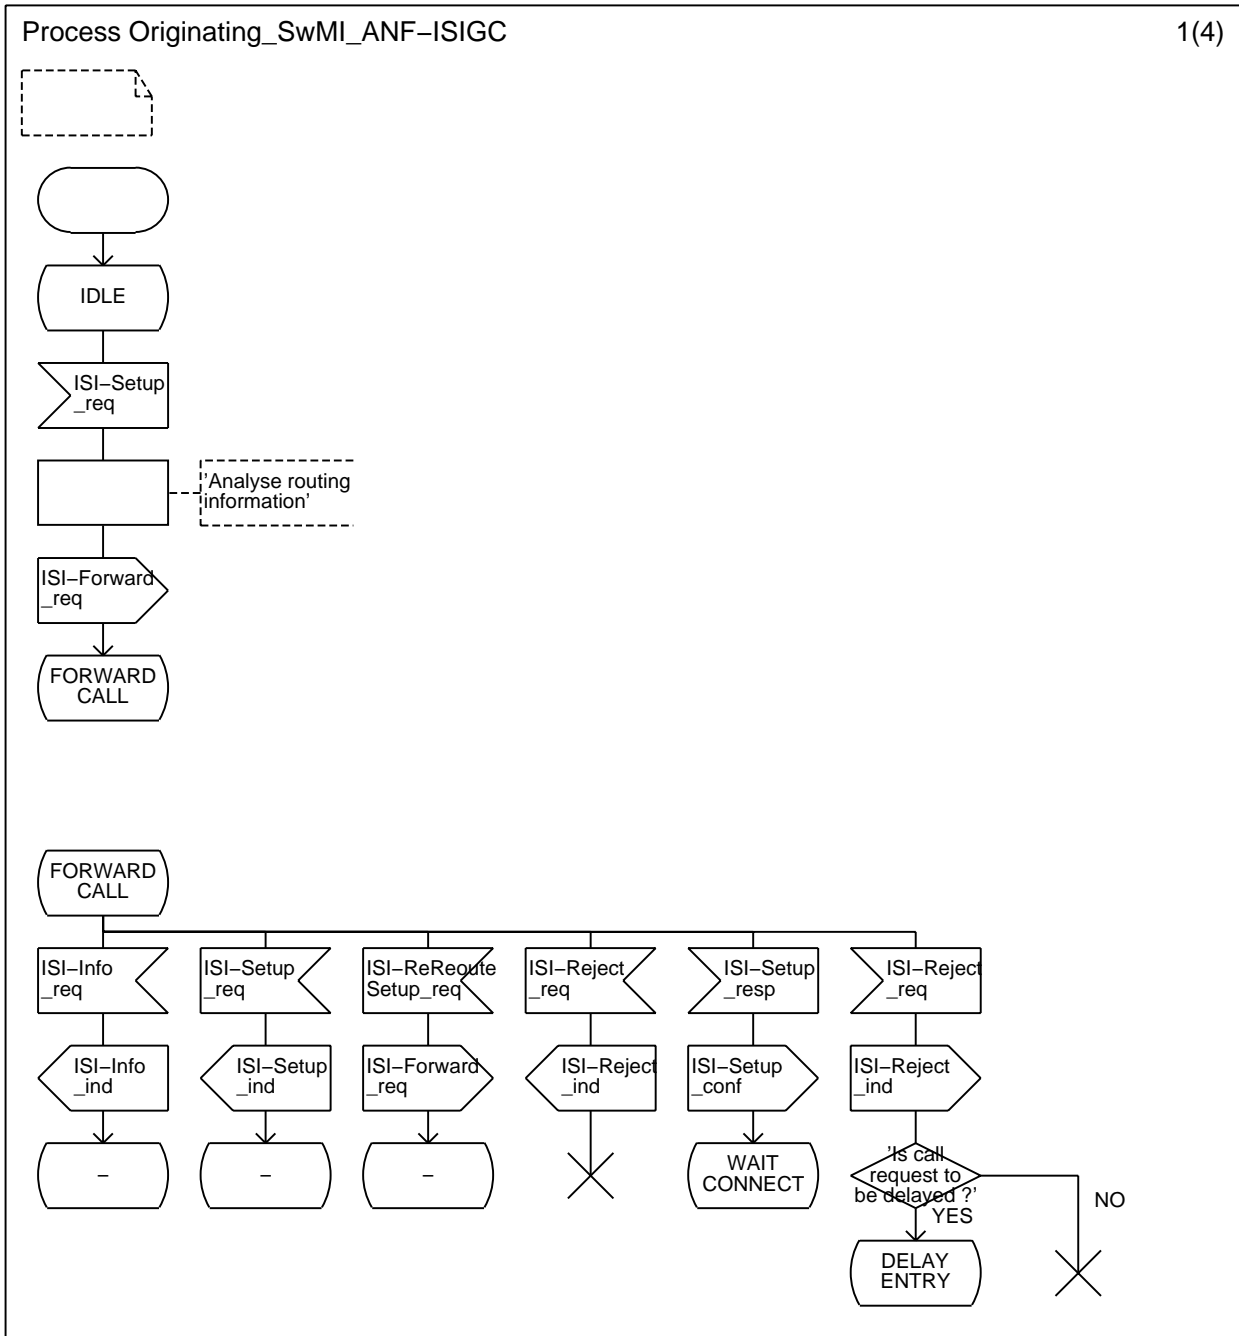 Process Originating_SwMI_ANF−ISIGC
1(4)
IDLE
ISI−Setup
_req
'Analyse routing
information'
ISI−Forward
_req
FORWARD
CALL
FORWARD
CALL
ISI−Info
_req
ISI−Setup
_req
ISI−ReReoute
Setup_req
ISI−Reject
_req
ISI−Setup
_resp
ISI−Reject
_req
ISI−Info
_ind
ISI−Setup
_ind
ISI−Forward
_req
ISI−Reject
_ind
ISI−Setup
_conf
ISI−Reject
_ind
−
−
−
WAIT
CONNECT
'Is call
request to
be delayed ?'
YES
NO
DELAY
ENTRY